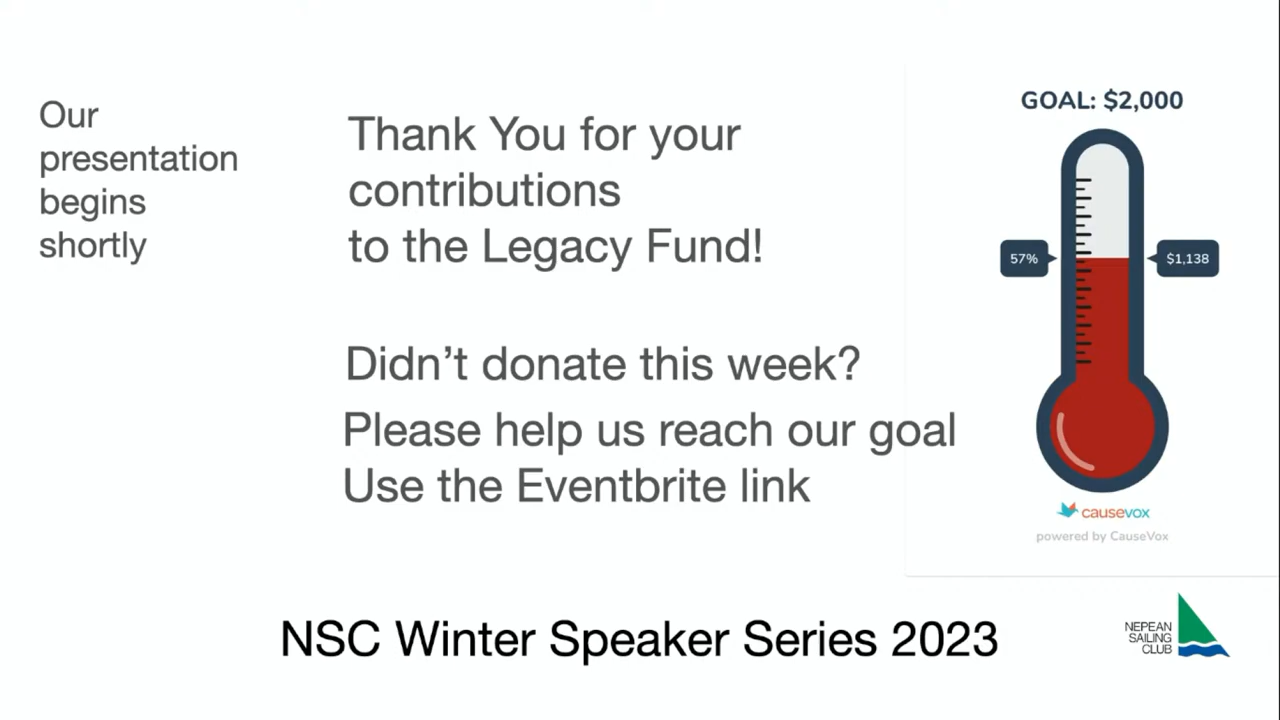 Our
presentation
begins
shortly
Thank You for your
contributions
to the Legacy Fund!
Didn't donate this week?
Please help us reach our goal
Use the Eventbrite link
GOAL: $2,000
57%
$1,138
causevox
powered by CauseVox
NSC Winter Speaker Series 2023
NEPEAN
SAILING
CLUB